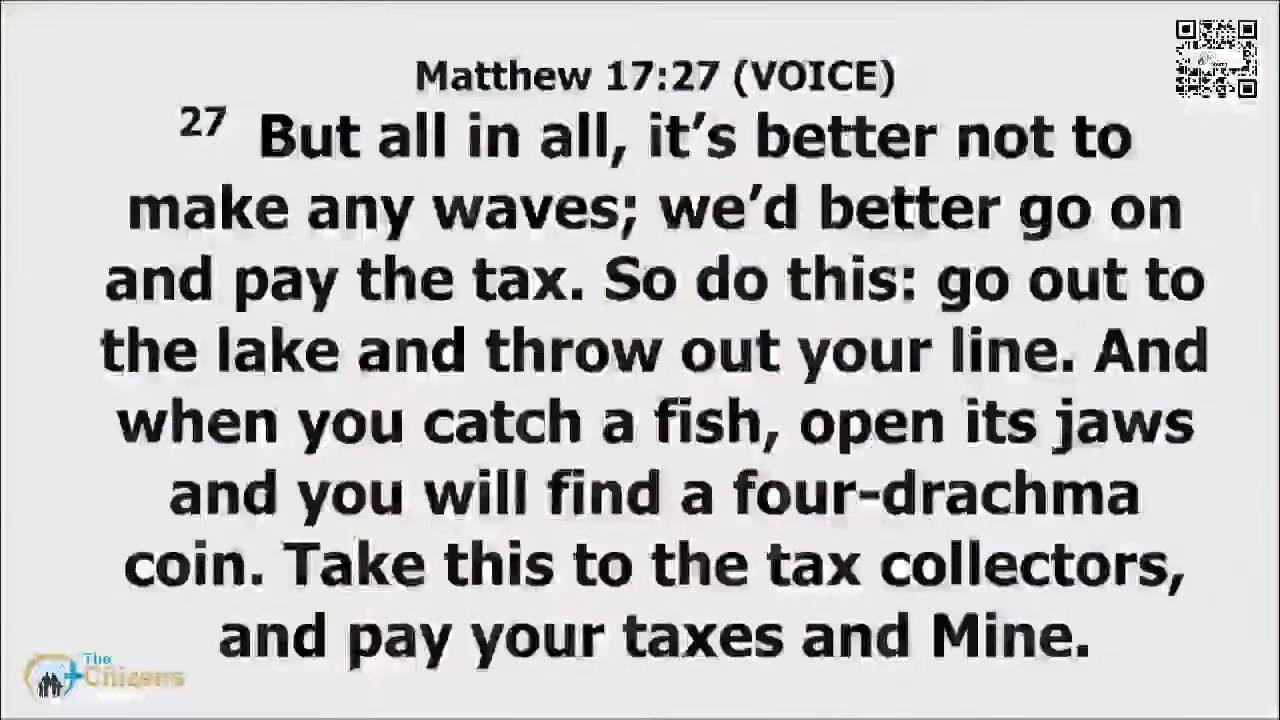 Matthew 17:27 (VOICE)
27 But all in all, it’s better not to
make any waves; we’d better go on
and pay the tax. So do this: go out to
the lake and throw out your line. And
when you catch a fish, open its jaws
and you will find a four-drachma
coin. Take this to the tax collectors,
and pay your taxes and Mine.
The
Citizens